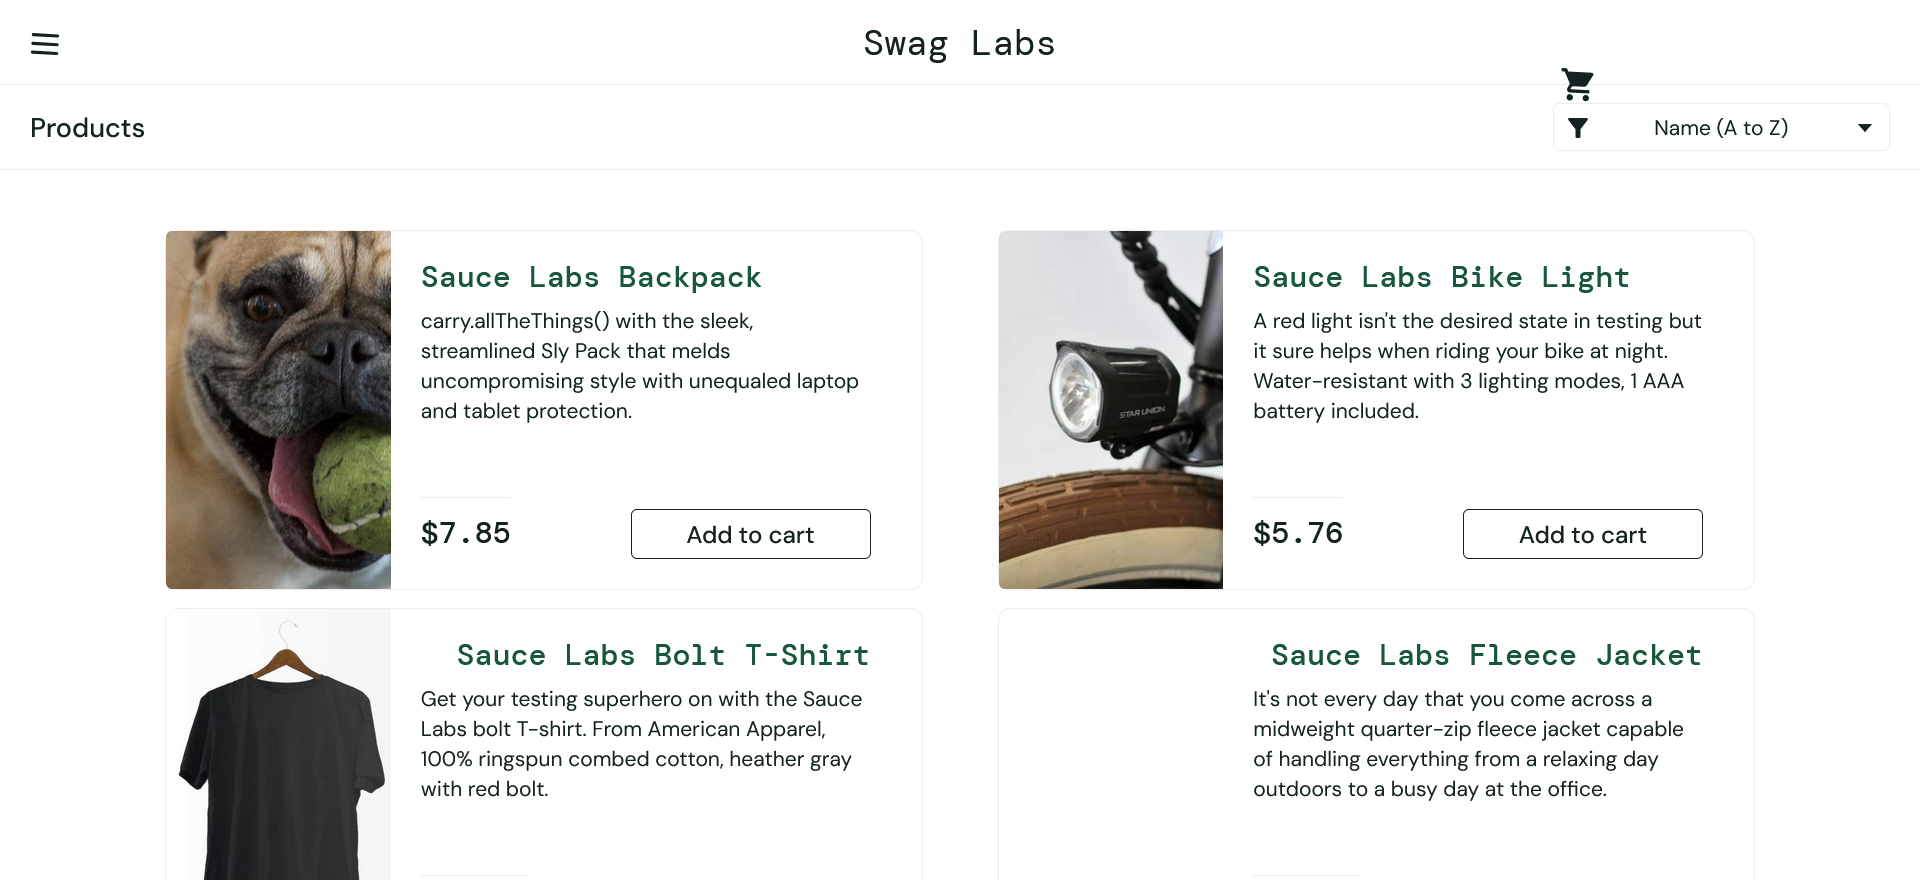 Swag Labs
Products
Name (A to Z)
Sauce Labs Backpack
carry.allTheThings() with the sleek,
streamlined Sly Pack that melds
uncompromising style with unequaled laptop
and tablet protection.
$7.85
Add to cart
STAR UNION
Sauce Labs Bike Light
A red light isn't the desired state in testing but
it sure helps when riding your bike at night.
Water-resistant with 3 lighting modes, 1 AAA
battery included.
$5.76
Add to cart
Sauce Labs Bolt T-Shirt
Get your testing superhero on with the Sauce
Labs bolt T-shirt. From American Apparel,
100% ringspun combed cotton, heather gray
with red bolt.
Sauce Labs Fleece Jacket
It's not every day that you come across a
midweight quarter-zip fleece jacket capable
of handling everything from a relaxing day
outdoors to a busy day at the office.